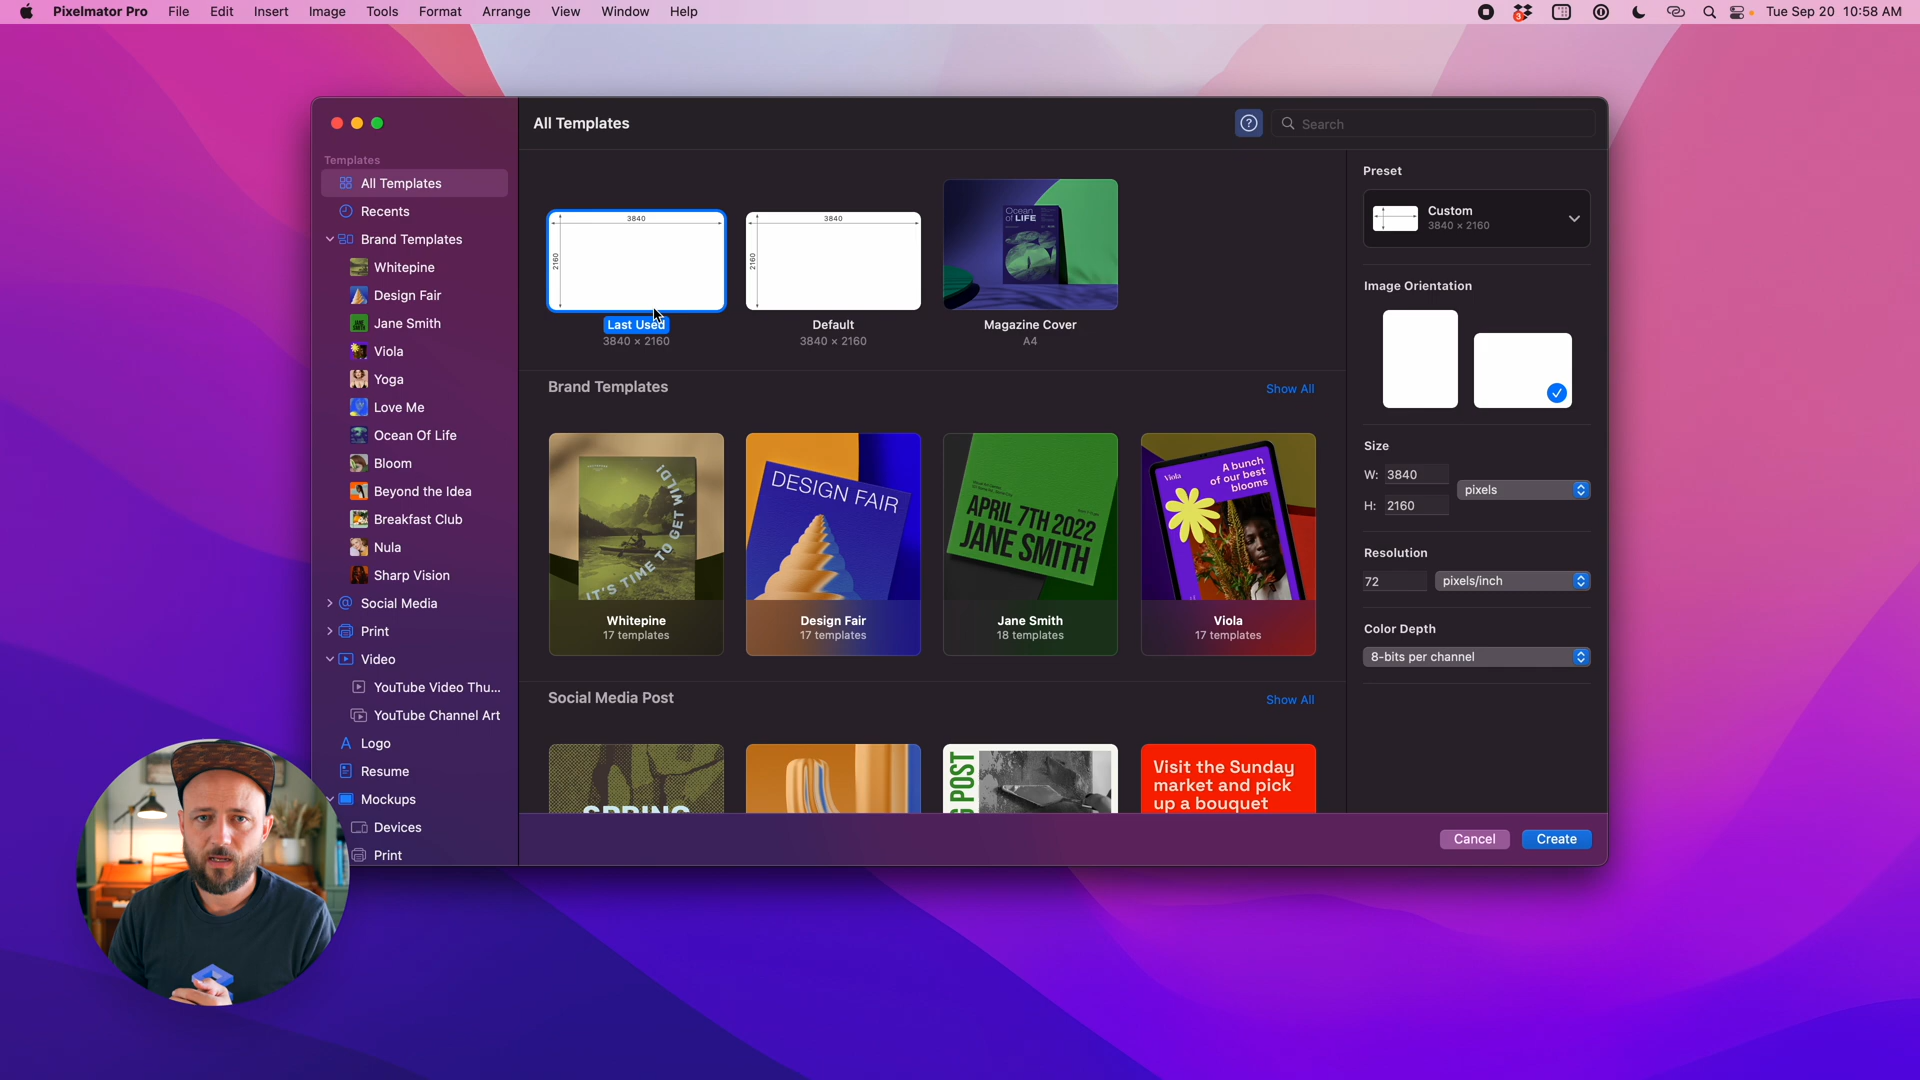 Pixelmator Pro File Edit Insert Image Tools Format Arrange View Window Help
3
Tue Sep 20 10:58 AM
All Templates
Search
Templates
All Templates
Recents
Brand Templates
Whitepine
Design Fair
Jane Smith
Viola
Yoga
Love Me
Ocean Of Life
Bloom
Beyond the Idea
Breakfast Club
Nula
Sharp Vision
Social Media
Print
Video
YouTube Video Thu...
YouTube Channel Art
Logo
Resume
Mockups
Devices
Print
3840
2160
Last Used
3840 × 2160
3840
2160
Default
3840 × 2160
Ocean
of LIFE
Magazine Cover
A4
Brand Templates
Show All
IT'S TIME TO GET WILD!
Whitepine
17 templates
DESIGN FAIR
Design Fair
17 templates
APRIL 7TH 2022
JANE SMITH
Jane Smith
18 templates
Viola
A bunch
of our best
blooms
Viola
17 templates
Social Media Post
Show All
SPRING
POST
Visit the Sunday
market and pick
up a bouquet
Preset
Custom
3840 × 2160
Image Orientation
Size
W: 3840
pixels
H: 2160
Resolution
72 pixels/inch
Color Depth
8-bits per channel
Cancel
Create